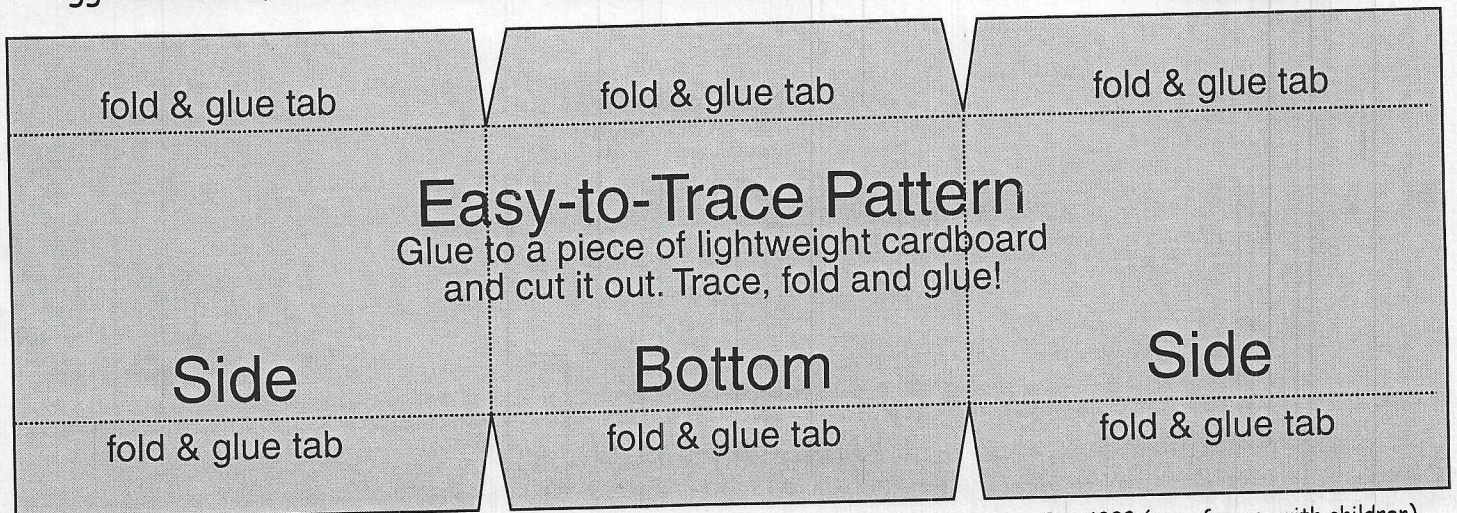 fold & glue tab
fold & glue tab
fold & glue tab
Easy-to-Trace Pattern
Glue to a piece of lightweight cardboard
and cut it out. Trace, fold and glue!
Side
Bottom
Side
fold & glue tab
fold & glue tab
fold & glue tab
with children)